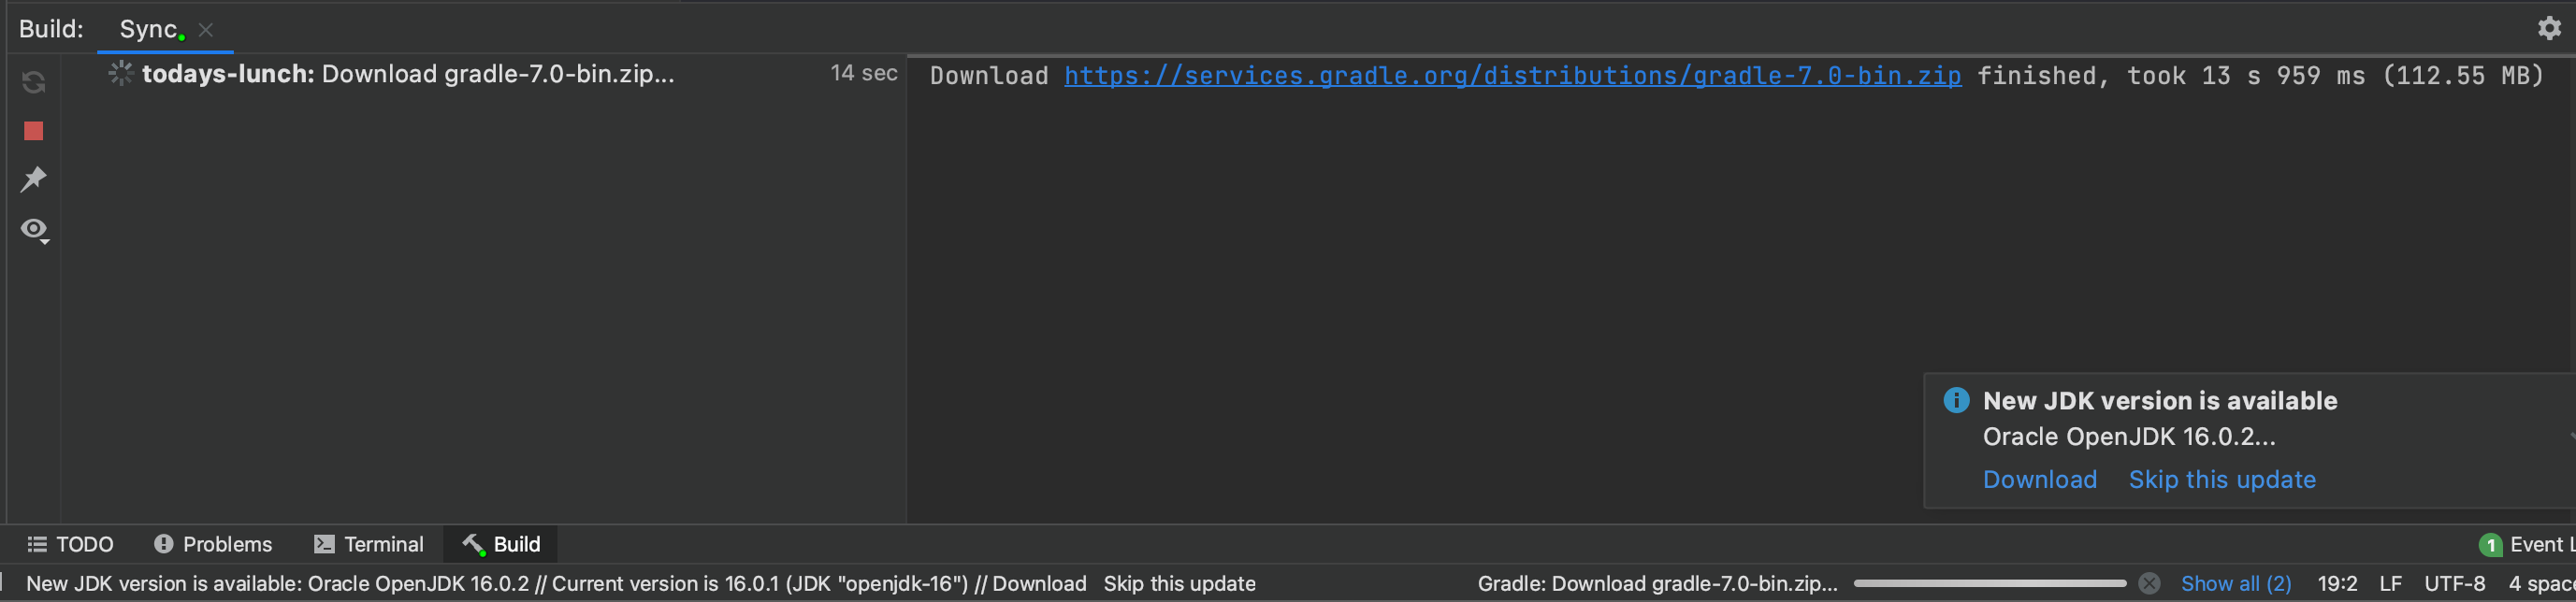 Build: Sync
todays-lunch: Download gradle-7.0-bin.zip... 14 sec
Download https://services.gradle.org/distributions/gradle-7.0-bin.zip finished, took 13 s 959 ms (112.55 MB)
New JDK version is available
Oracle OpenJDK 16.0.2...
Download Skip this update
TODO Problems Terminal Build 1 Event L
New JDK version is available: Oracle OpenJDK 16.0.2 // Current version is 16.0.1 (JDK "openjdk-16") // Download Skip this update Gradle: Download gradle-7.0-bin.zip... Show all (2) 19:2 LF UTF-8 4 spac